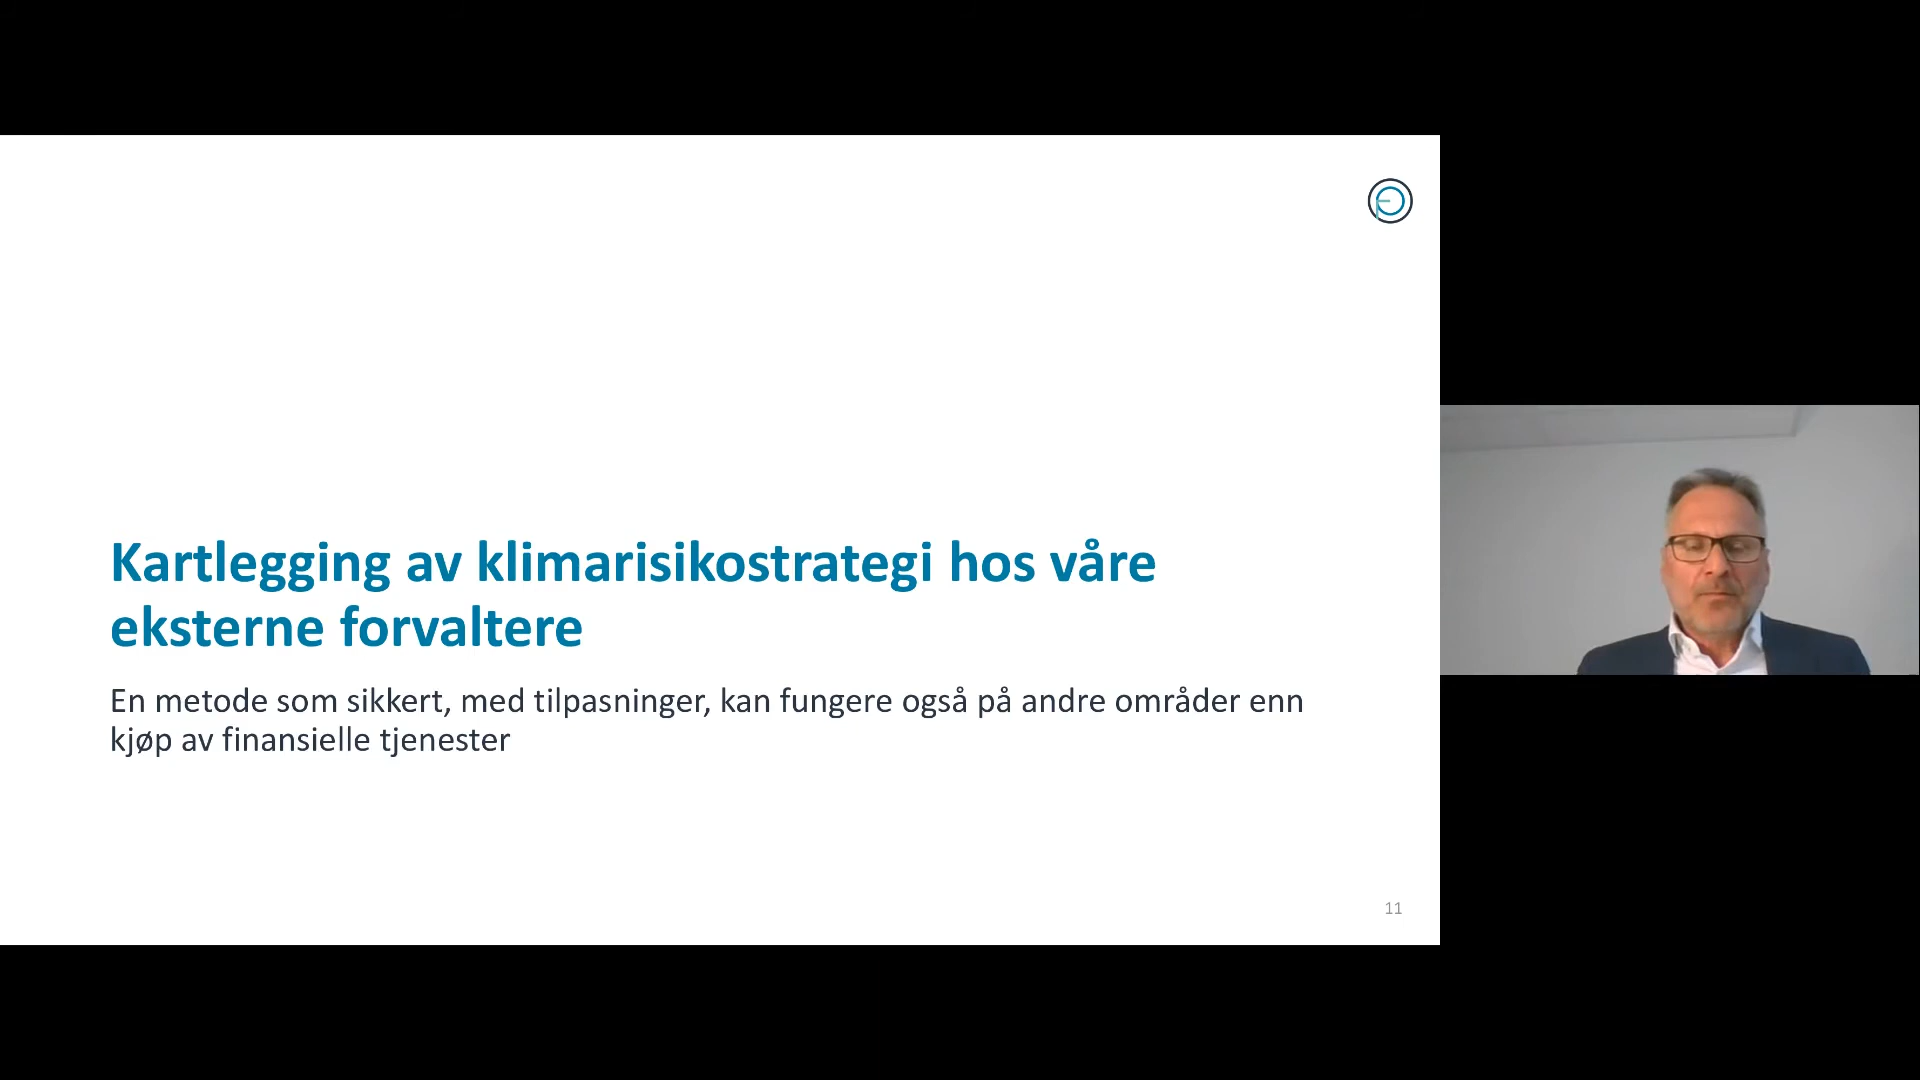 Kartlegging av klimarisikostrategi hos våre
eksterne forvaltere
En metode som sikkert, med tilpasninger, kan fungere også på andre områder enn
kjøp av finansielle tjenester
11